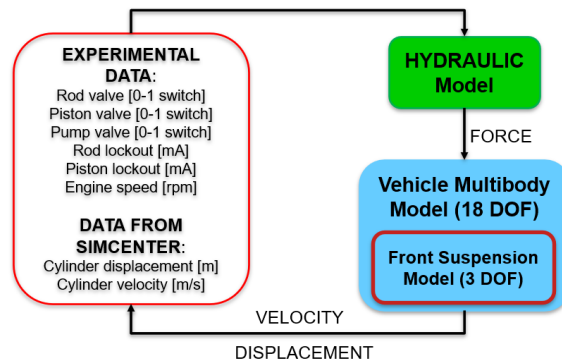 EXPERIMENTAL
DATA:
Rod valve [0-1 switch]
Piston valve [0-1 switch]
Pump valve [0-1 switch]
Rod lockout [mA]
Piston lockout [mA]
Engine speed [rpm]
DATA FROM
SIMCENTER:
Cylinder displacement [m]
Cylinder velocity [m/s]
HYDRAULIC
Model
FORCE
Vehicle Multibody
Model (18 DOF)
Front Suspension
Model (3 DOF)
VELOCITY
DISPLACEMENT